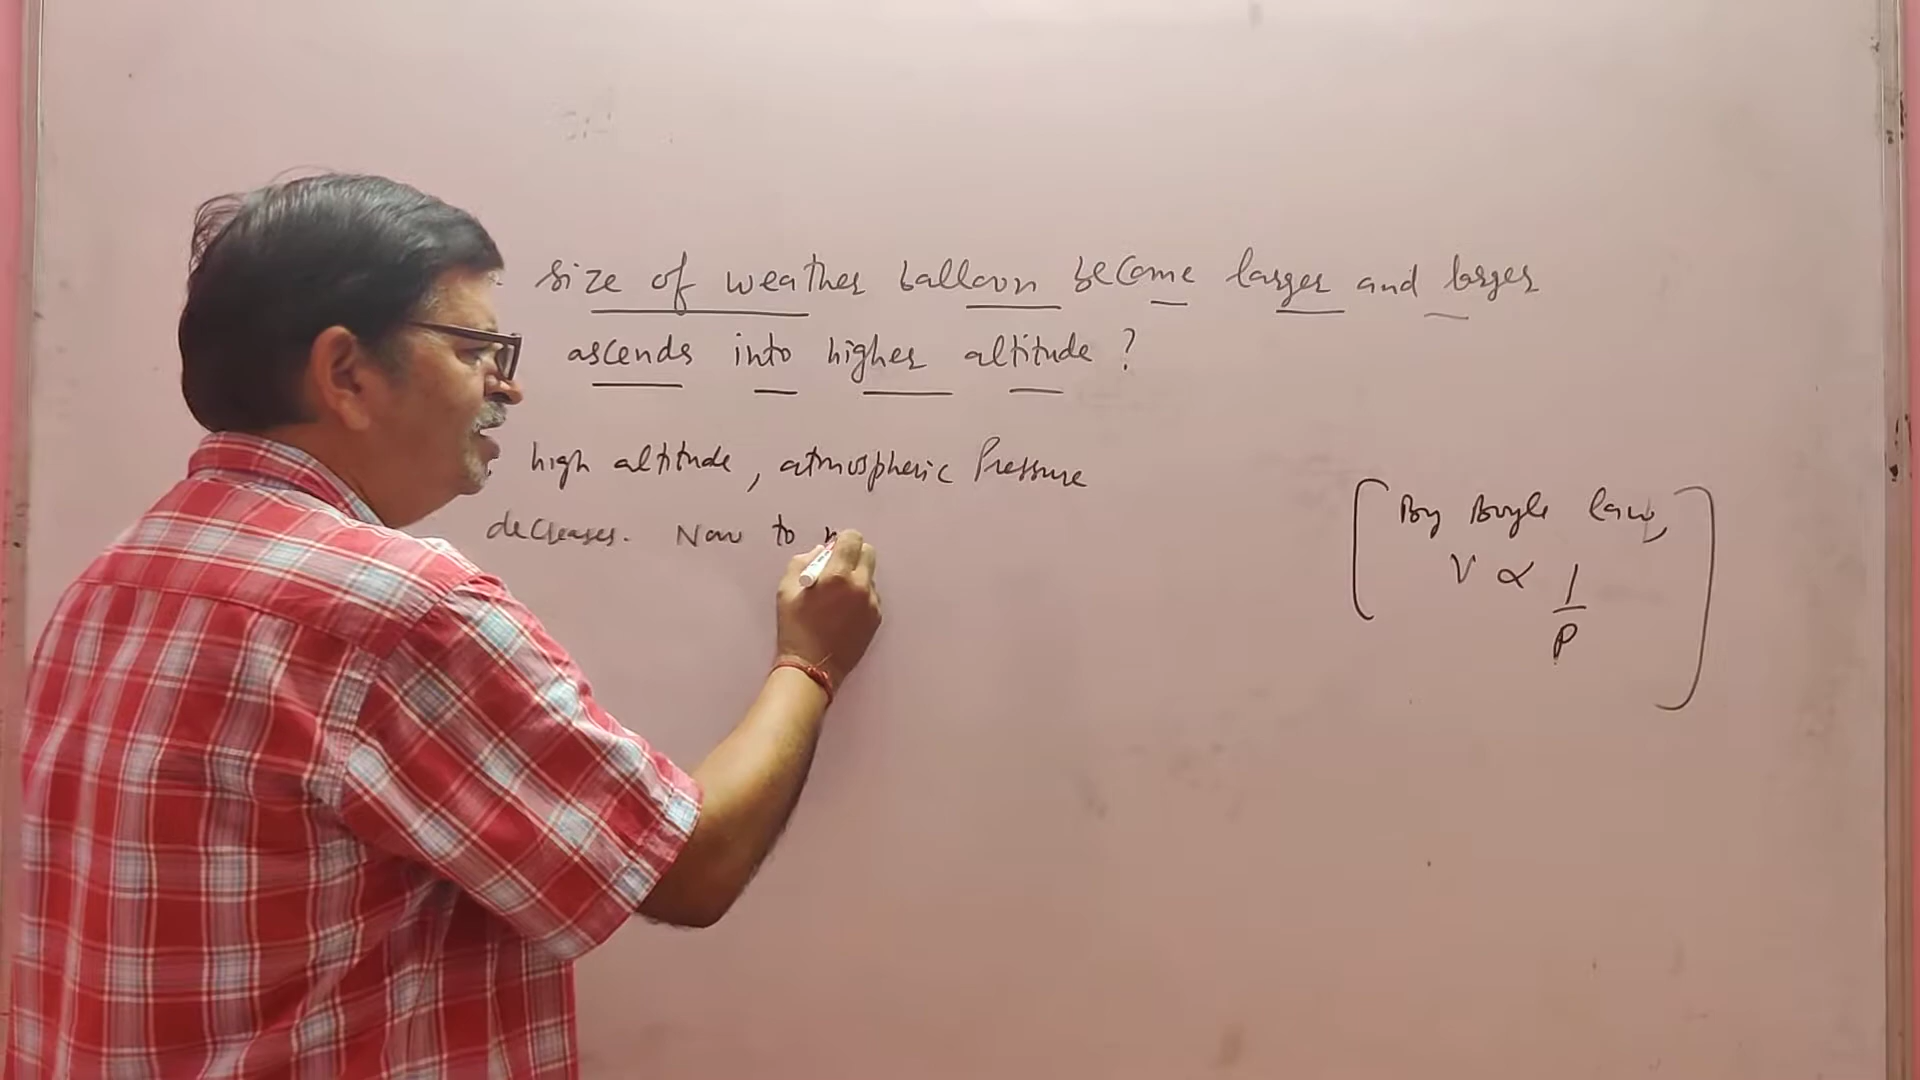 size of weather balloon become larger and larger
ascends into higher altitude ?
high altitude, atmospheric Pressure
decreases. Now to
[ By Boyle law,
V ∝ 1/P ]